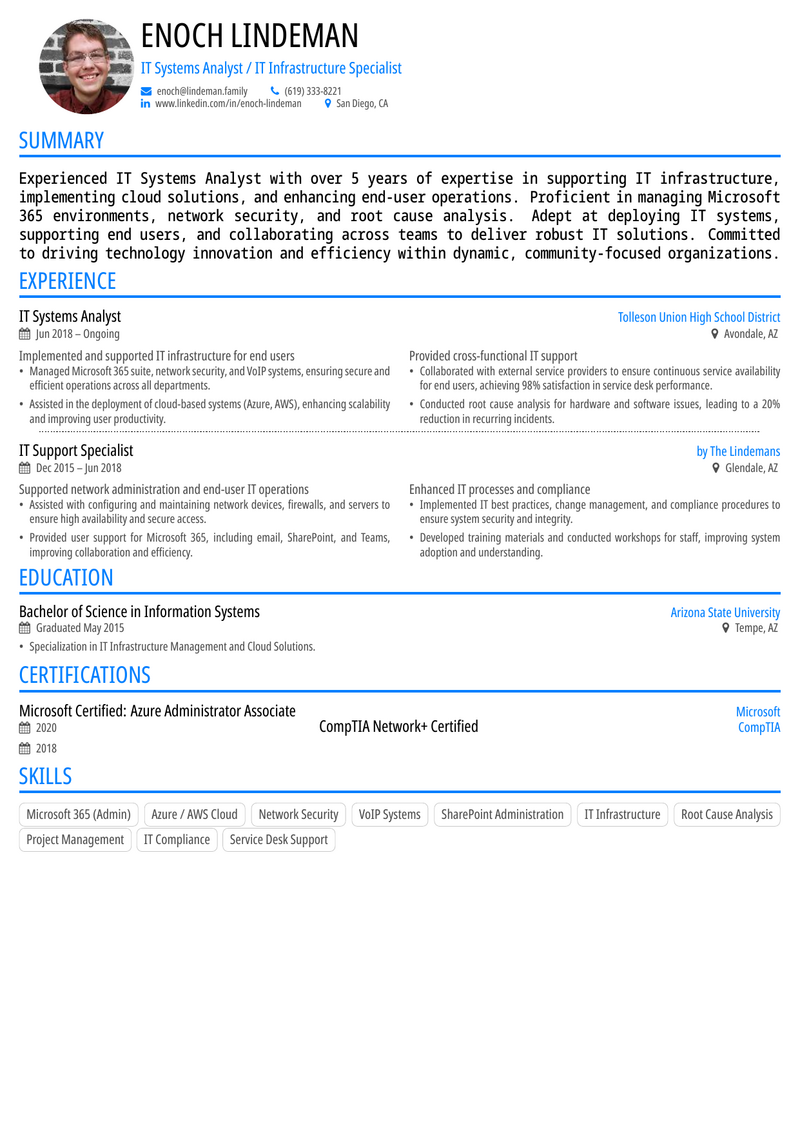 ENOCH LINDEMAN
IT Systems Analyst / IT Infrastructure Specialist
enoch@lindeman.family (619) 333-8221
www.linkedin.com/in/enoch-lindeman San Diego, CA
SUMMARY
Experienced IT Systems Analyst with over 5 years of expertise in supporting IT infrastructure,
implementing cloud solutions, and enhancing end-user operations. Proficient in managing Microsoft
365 environments, network security, and root cause analysis. Adept at deploying IT systems,
supporting end users, and collaborating across teams to deliver robust IT solutions. Committed
to driving technology innovation and efficiency within dynamic, community-focused organizations.
EXPERIENCE
IT Systems Analyst Tolleson Union High School District
Jun 2018 – Ongoing Avondale, AZ
Implemented and supported IT infrastructure for end users
• Managed Microsoft 365 suite, network security, and VoIP systems, ensuring secure and
efficient operations across all departments.
• Assisted in the deployment of cloud-based systems (Azure, AWS), enhancing scalability
and improving user productivity.
Provided cross-functional IT support
• Collaborated with external service providers to ensure continuous service availability
for end users, achieving 98% satisfaction in service desk performance.
• Conducted root cause analysis for hardware and software issues, leading to a 20%
reduction in recurring incidents.
IT Support Specialist by The Lindemans
Dec 2015 – Jun 2018 Glendale, AZ
Supported network administration and end-user IT operations
• Assisted with configuring and maintaining network devices, firewalls, and servers to
ensure high availability and secure access.
• Provided user support for Microsoft 365, including email, SharePoint, and Teams,
improving collaboration and efficiency.
Enhanced IT processes and compliance
• Implemented IT best practices, change management, and compliance procedures to
ensure system security and integrity.
• Developed training materials and conducted workshops for staff, improving system
adoption and understanding.
EDUCATION
Bachelor of Science in Information Systems Arizona State University
Graduated May 2015 Tempe, AZ
• Specialization in IT Infrastructure Management and Cloud Solutions.
CERTIFICATIONS
Microsoft Certified: Azure Administrator Associate Microsoft
2020 CompTIA Network+ Certified CompTIA
2018
SKILLS
Microsoft 365 (Admin) Azure / AWS Cloud Network Security VoIP Systems SharePoint Administration IT Infrastructure Root Cause Analysis
Project Management IT Compliance Service Desk Support